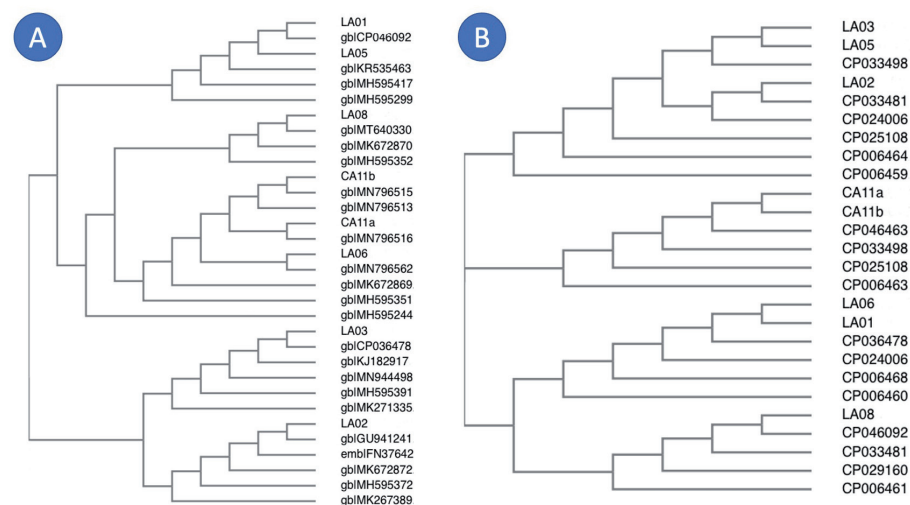 A
LA01
gb|CP046092
LA05
gb|KR535463
gb|MH595417
gb|MH595299
LA08
gb|MT640330
gb|MK672870
gb|MH595352
CA11b
gb|MN796515
gb|MN796513
CA11a
gb|MN796516
LA06
gb|MN796562
gb|MK672869
gb|MH595351
gb|MH595244
LA03
gb|CP036478
gb|KJ182917
gb|MN944498
gb|MH595391
gb|MK271335
LA02
gb|GU941241
emb|FN37642
gb|MK672872
gb|MH595372
gb|MK267389
B
LA03
LA05
CP033498
LA02
CP033481
CP024006
CP025108
CP006464
CP006459
CA11a
CA11b
CP046463
CP033498
CP025108
CP006463
LA06
LA01
CP036478
CP024006
CP006468
CP006460
LA08
CP046092
CP033481
CP029160
CP006461